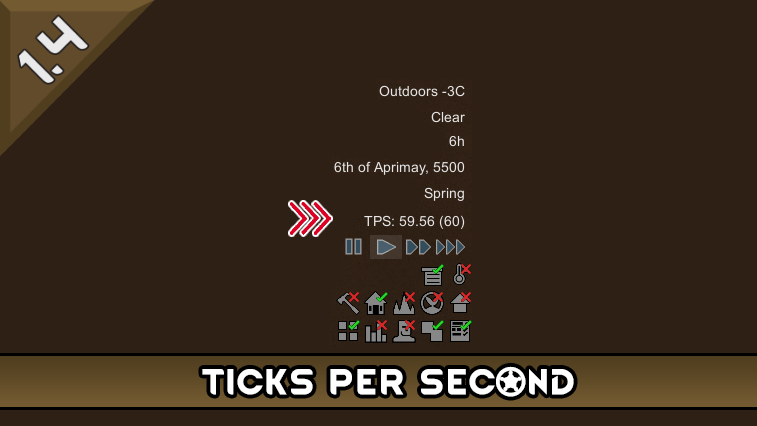 1.4
Outdoors -3C
Clear
6h
6th of Aprimay, 5500
Spring
TPS: 59.56 (60)
TICKS PER SECOND